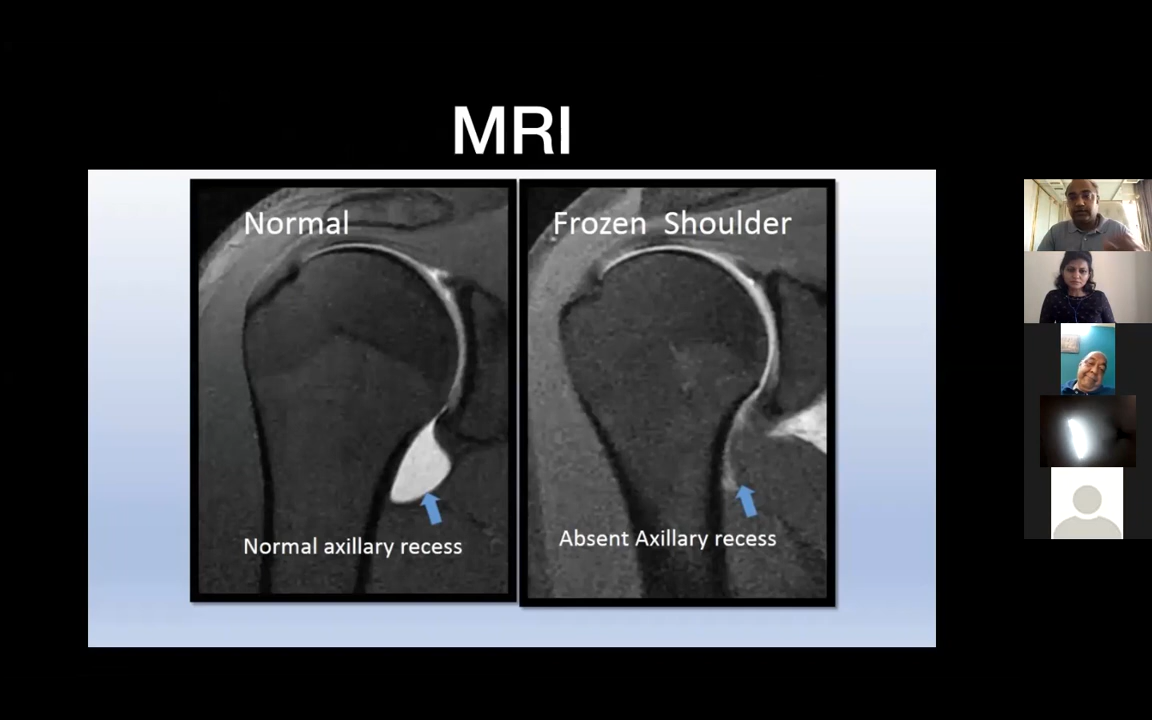 MRI
Normal
Frozen Shoulder
Normal axillary recess
Absent Axillary recess